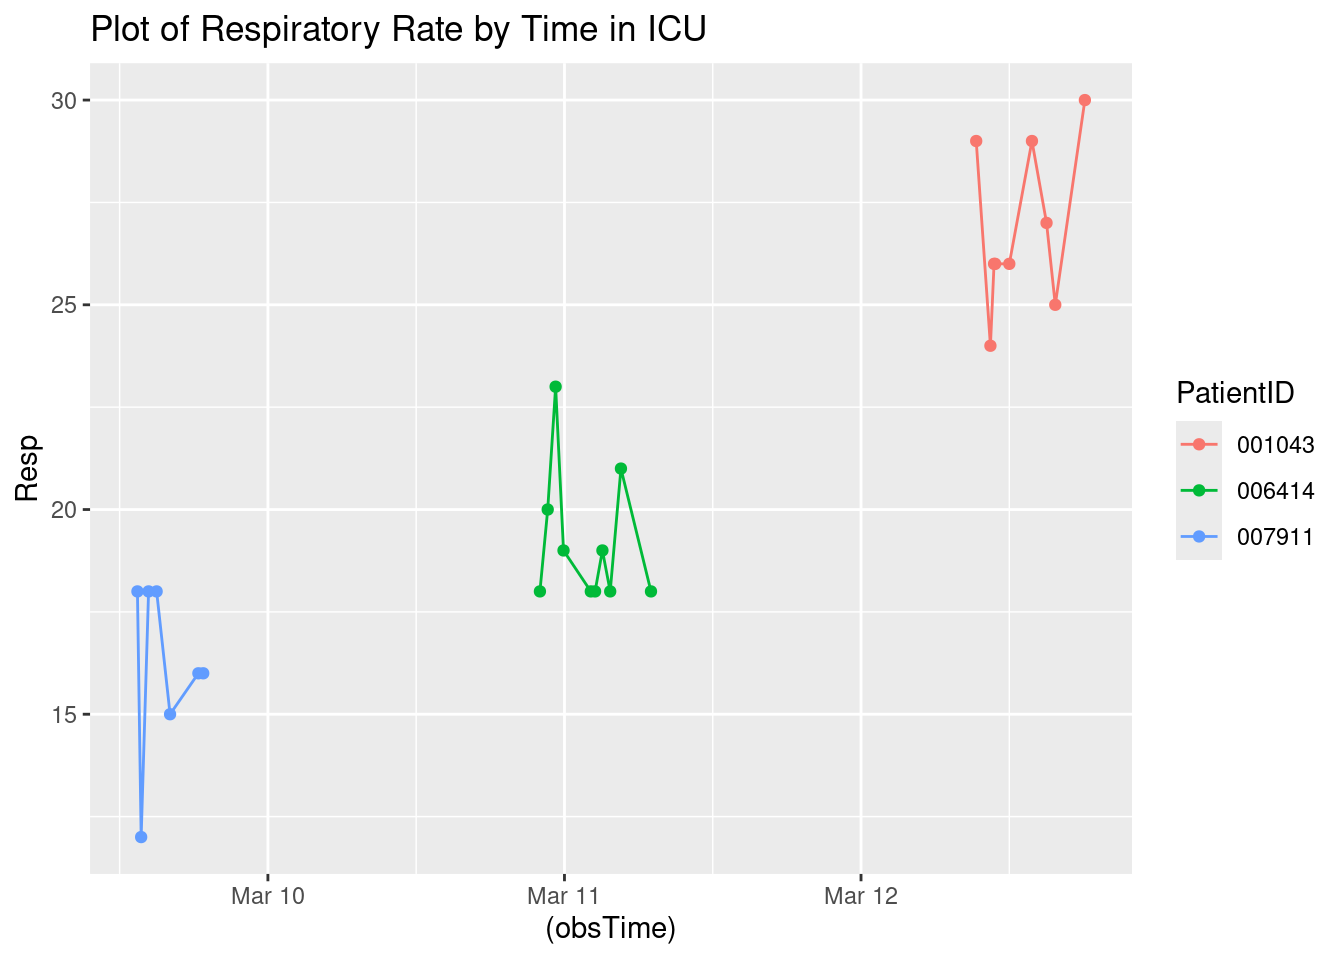 Plot of Respiratory Rate by Time in ICU
30
25
20
15
Resp
Mar 10
Mar 11
Mar 12
(obsTime)
PatientID
001043
006414
007911